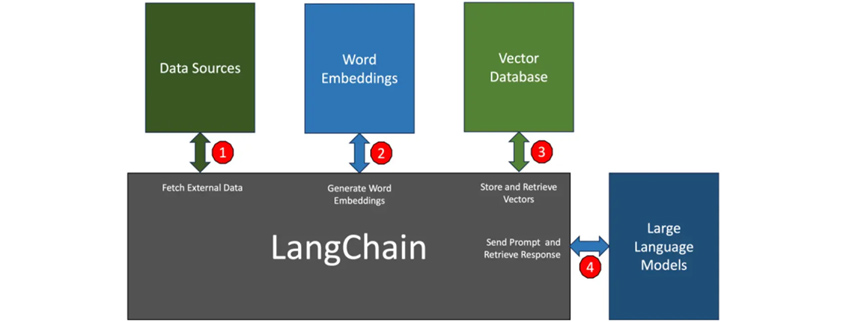 Data Sources
Word
Embeddings
Vector
Database
1
2
3
Fetch External Data
Generate Word
Embeddings
Store and Retrieve
Vectors
LangChain
Send Prompt and
Retrieve Response
4
Large
Language
Models